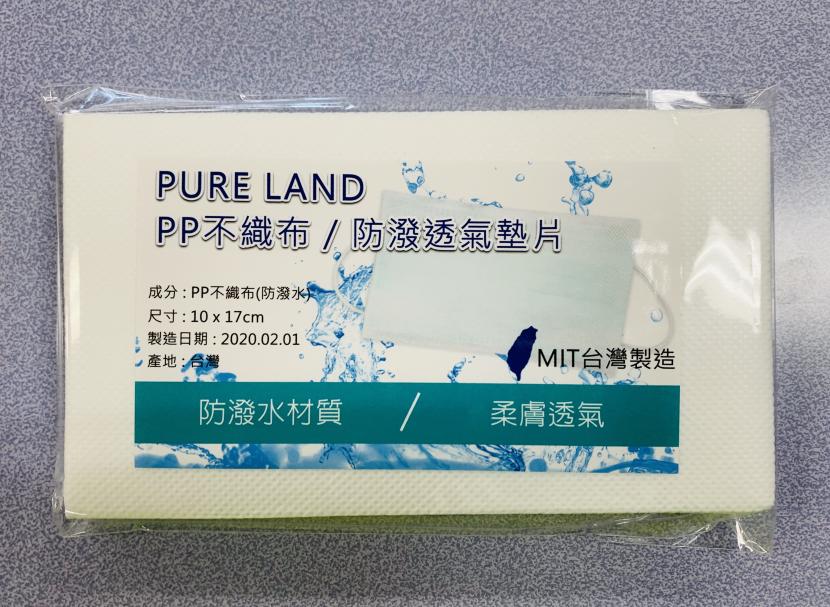 PURE LAND
PP不織布 / 防潑透氣墊片
成分 : PP不織布(防潑水)
尺寸 : 10 x 17cm
製造日期 : 2020.02.01
產地 : 台灣
MIT台灣製造
防潑水材質 / 柔膚透氣